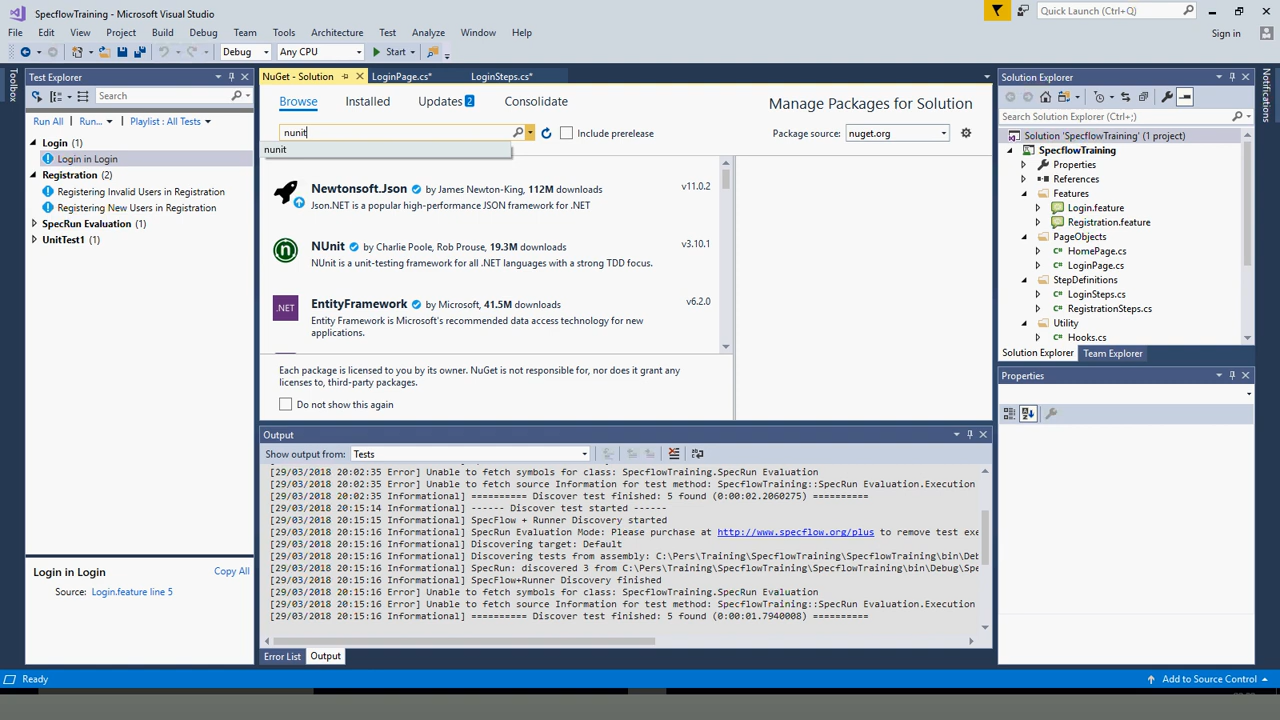 SpecflowTraining - Microsoft Visual Studio
Quick Launch (Ctrl+Q)
File Edit View Project Build Debug Team Tools Architecture Test Analyze Window Help
Sign in
Debug Any CPU Start
Toolbox
Test Explorer
Search
Run All Run... Playlist : All Tests
Login (1)
Login in Login
Registration (2)
Registering Invalid Users in Registration
Registering New Users in Registration
SpecRun Evaluation (1)
UnitTest1 (1)
Login in Login
Copy All
Source: Login.feature line 5
NuGet - Solution LoginPage.cs* LoginSteps.cs*
Browse Installed Updates 2 Consolidate
Manage Packages for Solution
nunit
Include prerelease
Package source: nuget.org
nunit
Newtonsoft.Json by James Newton-King, 112M downloads v11.0.2
Json.NET is a popular high-performance JSON framework for .NET
n NUnit by Charlie Poole, Rob Prouse, 19.3M downloads v3.10.1
NUnit is a unit-testing framework for all .NET languages with a strong TDD focus.
.NET EntityFramework by Microsoft, 41.5M downloads v6.2.0
Entity Framework is Microsoft's recommended data access technology for new
applications.
Each package is licensed to you by its owner. NuGet is not responsible for, nor does it grant any
licenses to, third-party packages.
Do not show this again
Output
Show output from: Tests
[29/03/2018 20:02:35 Error] Unable to fetch symbols for class: SpecflowTraining.SpecRun Evaluation
[29/03/2018 20:02:35 Error] Unable to fetch source Information for test method: SpecflowTraining::SpecRun Evaluation.Execution
[29/03/2018 20:02:35 Informational] ========== Discover test finished: 5 found (0:00:02.2060275) ==========
[29/03/2018 20:15:14 Informational] ------ Discover test started ------
[29/03/2018 20:15:15 Informational] SpecFlow + Runner Discovery started
[29/03/2018 20:15:16 Informational] SpecRun Evaluation Mode: Please purchase at http://www.specflow.org/plus to remove test exe
[29/03/2018 20:15:16 Informational] Discovering target: Default
[29/03/2018 20:15:16 Informational] Discovering tests from assembly: C:\Pers\Training\SpecflowTraining\SpecflowTraining\bin\Deb
[29/03/2018 20:15:16 Informational] SpecRun: discovered 3 from C:\Pers\Training\SpecflowTraining\SpecflowTraining\bin\Debug\Spe
[29/03/2018 20:15:16 Informational] SpecFlow+Runner Discovery finished
[29/03/2018 20:15:16 Error] Unable to fetch symbols for class: SpecflowTraining.SpecRun Evaluation
[29/03/2018 20:15:16 Error] Unable to fetch source Information for test method: SpecflowTraining::SpecRun Evaluation.Execution
[29/03/2018 20:15:16 Informational] ========== Discover test finished: 5 found (0:00:01.7940008) ==========
Error List Output
Solution Explorer
Search Solution Explorer (Ctrl+;)
Solution 'SpecflowTraining' (1 project)
SpecflowTraining
Properties
References
Features
Login.feature
Registration.feature
PageObjects
HomePage.cs
LoginPage.cs
StepDefinitions
LoginSteps.cs
RegistrationSteps.cs
Utility
Hooks.cs
Solution Explorer Team Explorer
Properties
Notifications
Ready
Add to Source Control